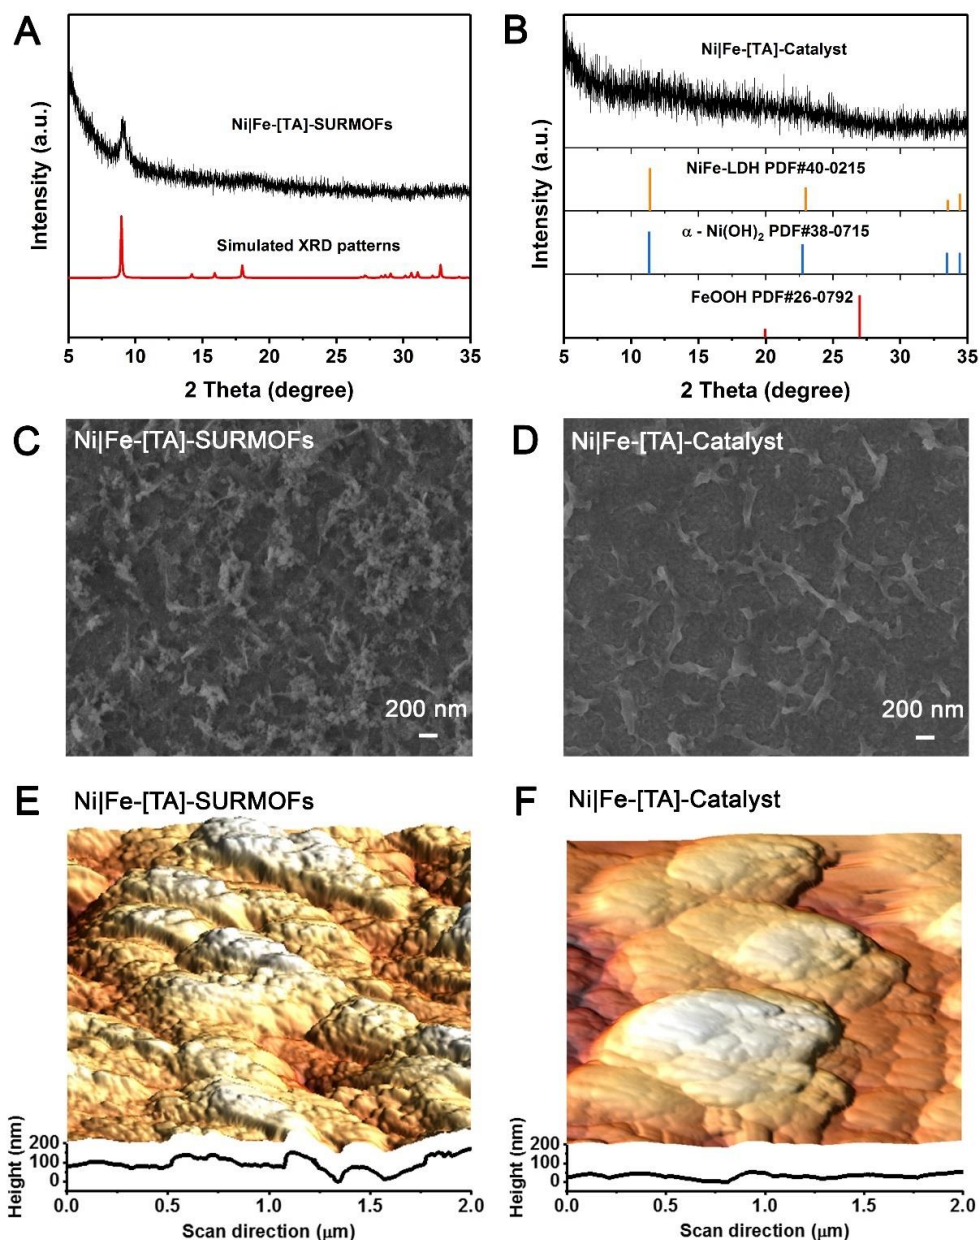 A
Intensity (a.u.)
Ni|Fe-[TA]-SURMOFs
Simulated XRD patterns
5 10 15 20 25 30 35
2 Theta (degree)
B
Intensity (a.u.)
Ni|Fe-[TA]-Catalyst
NiFe-LDH PDF#40-0215
α - Ni(OH)₂ PDF#38-0715
FeOOH PDF#26-0792
5 10 15 20 25 30 35
2 Theta (degree)
C
Ni|Fe-[TA]-SURMOFs
200 nm
D
Ni|Fe-[TA]-Catalyst
200 nm
E
Ni|Fe-[TA]-SURMOFs
Height (nm)
200
100
0
0.0 0.5 1.0 1.5 2.0
Scan direction (μm)
F
Ni|Fe-[TA]-Catalyst
Height (nm)
200
100
0
0.0 0.5 1.0 1.5 2.0
Scan direction (μm)